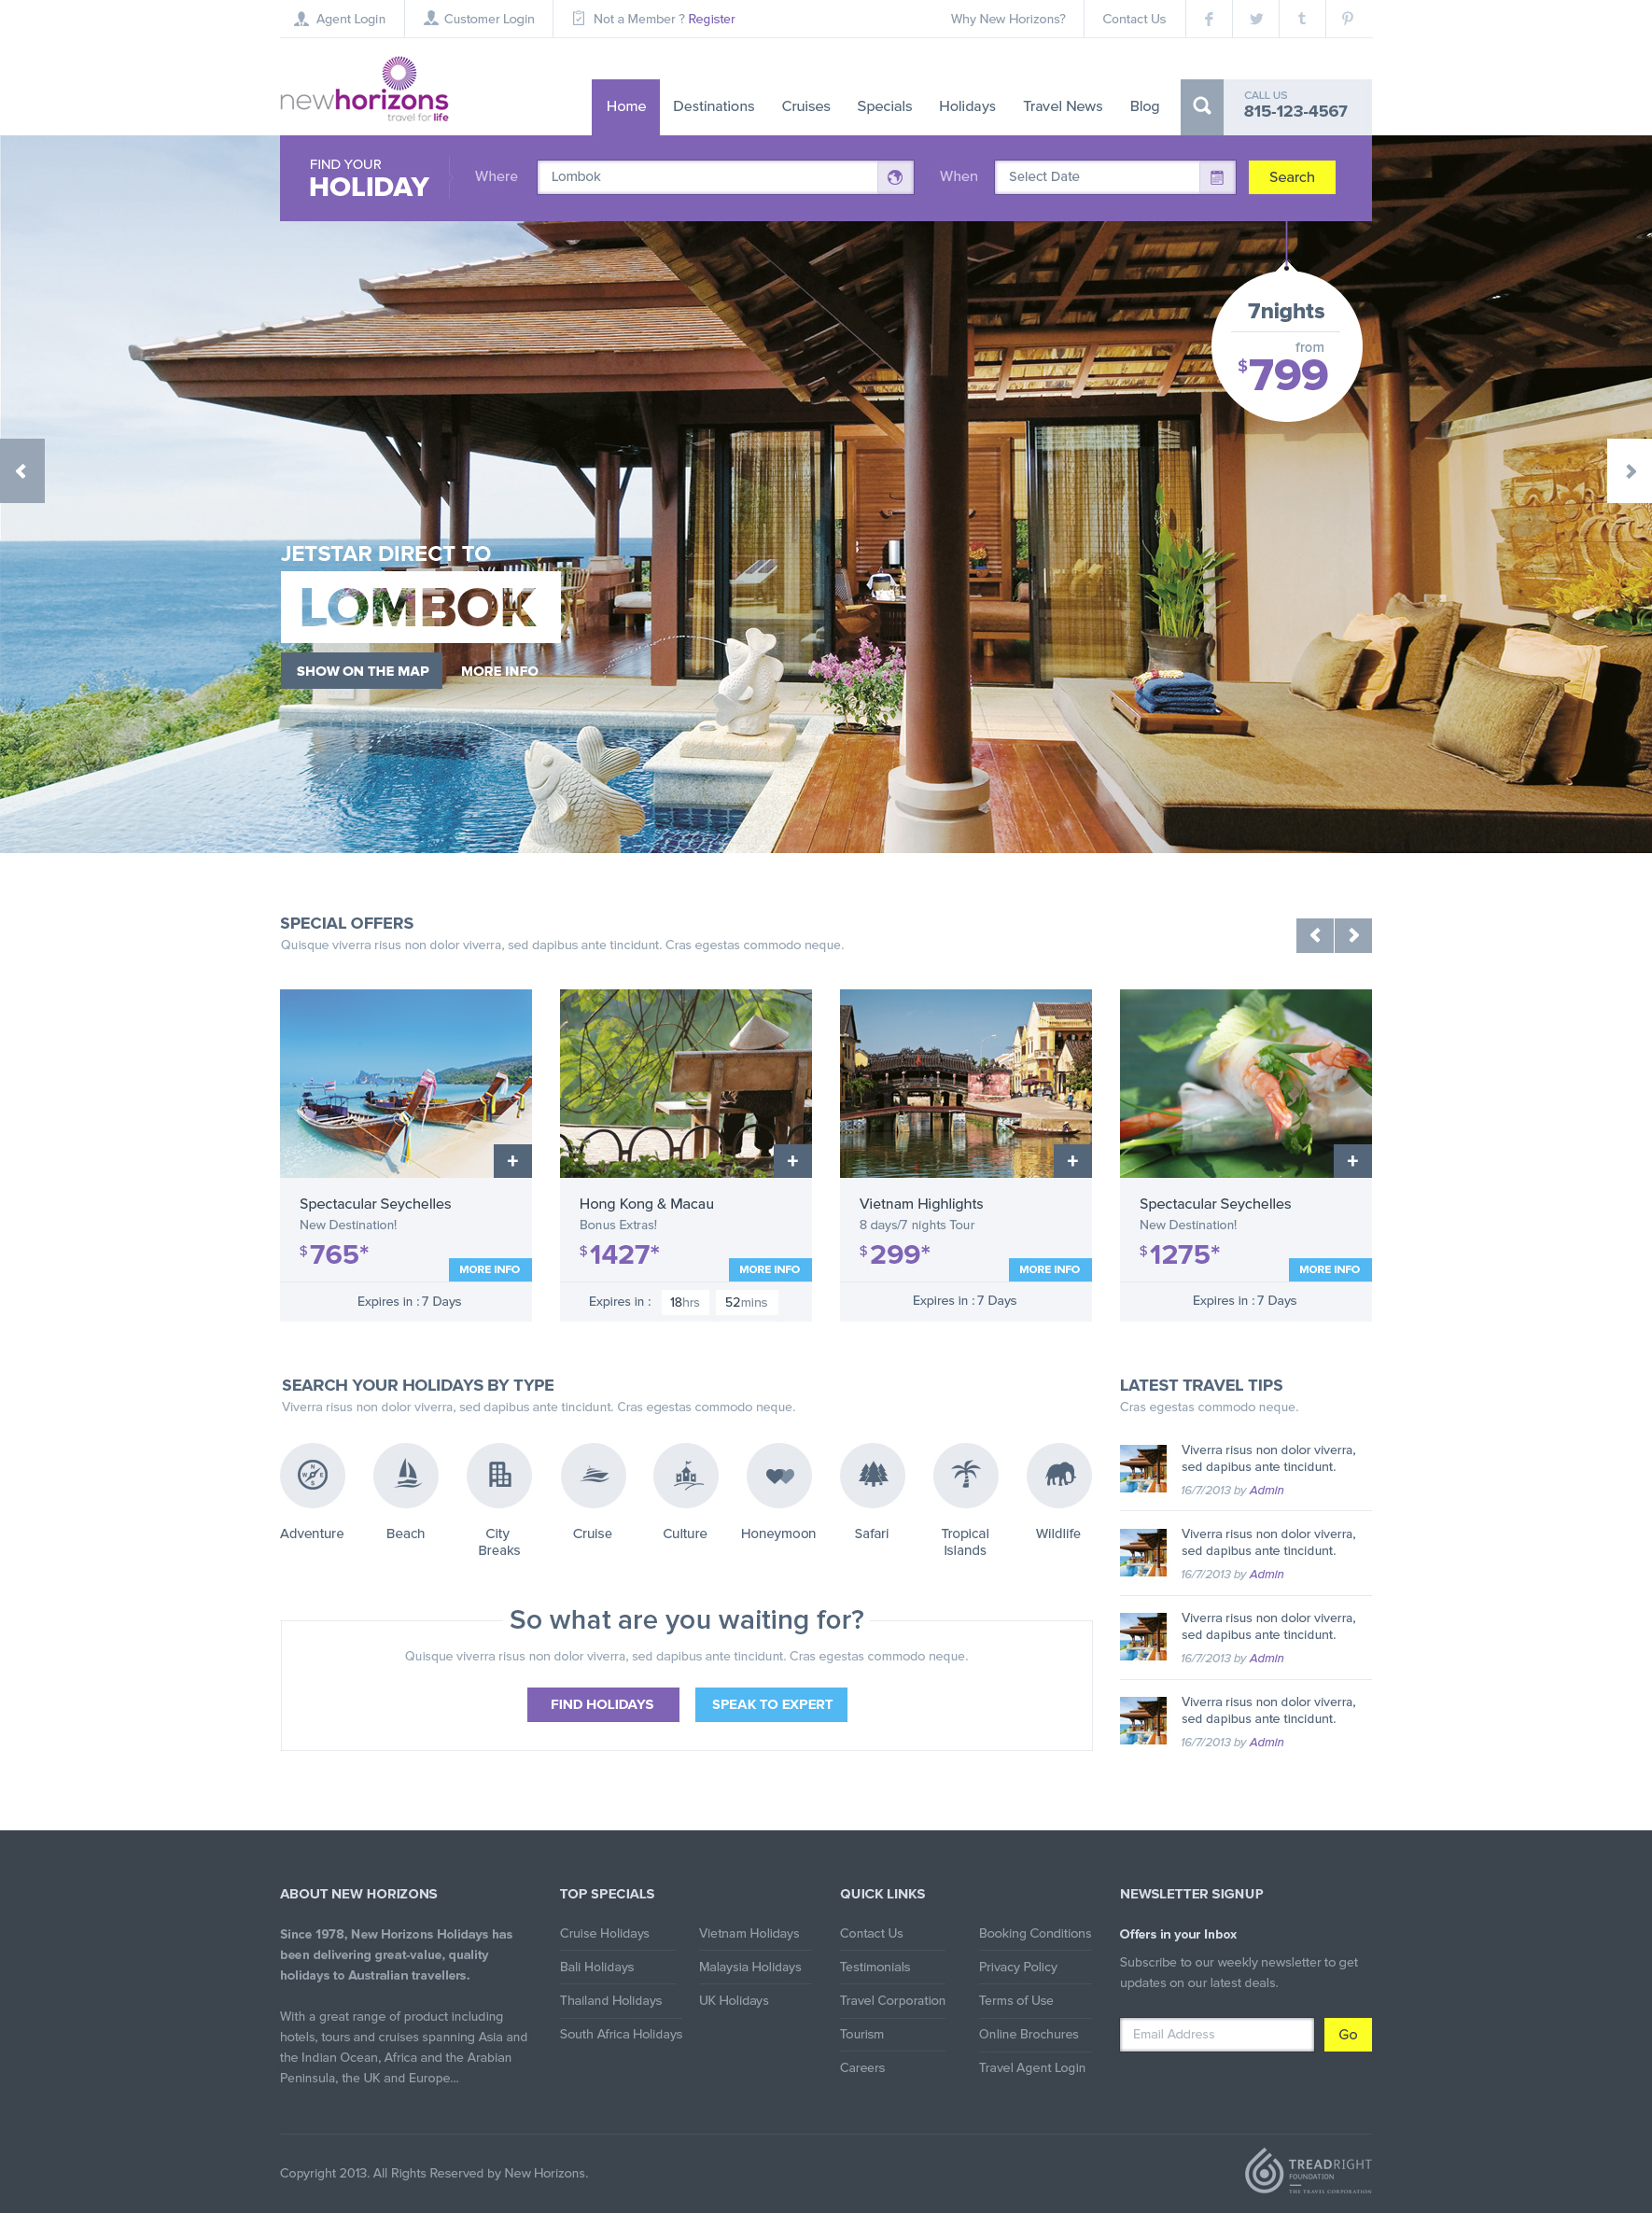 Agent Login
Customer Login
Not a Member ? Register
Why New Horizons?
Contact Us
newhorizons
travel for life
Home
Destinations
Cruises
Specials
Holidays
Travel News
Blog
CALL US
815-123-4567
FIND YOUR
HOLIDAY
Where
Lombok
When
Select Date
Search
7nights
from
$799
JETSTAR DIRECT TO
LOMBOK
SHOW ON THE MAP
MORE INFO
SPECIAL OFFERS
Quisque viverra risus non dolor viverra, sed dapibus ante tincidunt. Cras egestas commodo neque.
+
Spectacular Seychelles
New Destination!
$765*
MORE INFO
Expires in : 7 Days
+
Hong Kong & Macau
Bonus Extras!
$1427*
MORE INFO
Expires in : 18hrs 52mins
+
Vietnam Highlights
8 days/7 nights Tour
$299*
MORE INFO
Expires in : 7 Days
+
Spectacular Seychelles
New Destination!
$1275*
MORE INFO
Expires in : 7 Days
SEARCH YOUR HOLIDAYS BY TYPE
Viverra risus non dolor viverra, sed dapibus ante tincidunt. Cras egestas commodo neque.
N
W E
S
Adventure
Beach
City
Breaks
Cruise
Culture
Honeymoon
Safari
Tropical
Islands
Wildlife
So what are you waiting for?
Quisque viverra risus non dolor viverra, sed dapibus ante tincidunt. Cras egestas commodo neque.
FIND HOLIDAYS
SPEAK TO EXPERT
LATEST TRAVEL TIPS
Cras egestas commodo neque.
Viverra risus non dolor viverra,
sed dapibus ante tincidunt.
16/7/2013 by Admin
Viverra risus non dolor viverra,
sed dapibus ante tincidunt.
16/7/2013 by Admin
Viverra risus non dolor viverra,
sed dapibus ante tincidunt.
16/7/2013 by Admin
Viverra risus non dolor viverra,
sed dapibus ante tincidunt.
16/7/2013 by Admin
ABOUT NEW HORIZONS
Since 1978, New Horizons Holidays has
been delivering great-value, quality
holidays to Australian travellers.
With a great range of product including
hotels, tours and cruises spanning Asia and
the Indian Ocean, Africa and the Arabian
Peninsula, the UK and Europe...
TOP SPECIALS
Cruise Holidays
Bali Holidays
Thailand Holidays
South Africa Holidays
Vietnam Holidays
Malaysia Holidays
UK Holidays
QUICK LINKS
Contact Us
Testimonials
Travel Corporation
Tourism
Careers
Booking Conditions
Privacy Policy
Terms of Use
Online Brochures
Travel Agent Login
NEWSLETTER SIGNUP
Offers in your Inbox
Subscribe to our weekly newsletter to get
updates on our latest deals.
Email Address
Go
Copyright 2013. All Rights Reserved by New Horizons.
TREADRIGHT
FOUNDATION
THE TRAVEL CORPORATION